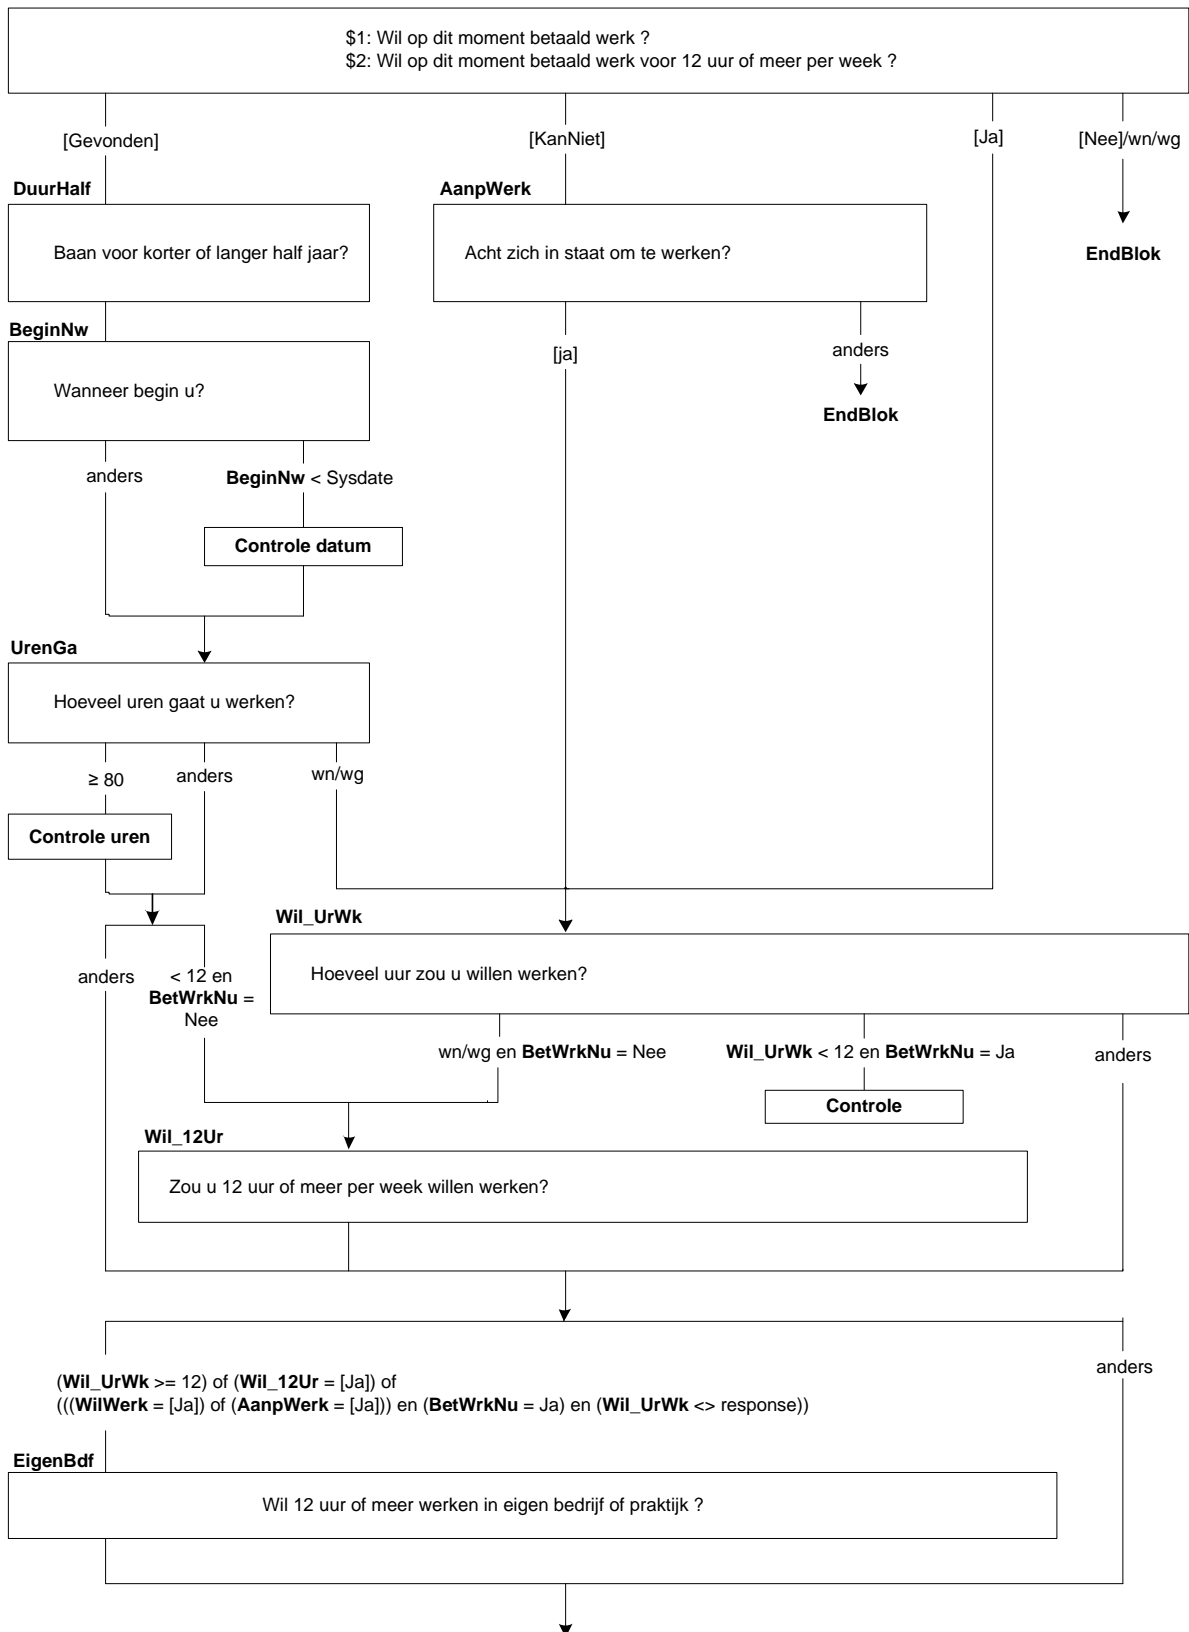 $1: Wil op dit moment betaald werk ?
$2: Wil op dit moment betaald werk voor 12 uur of meer per week ?
[Gevonden]
[KanNiet]
[Ja]
[Nee]/wn/wg
DuurHalf
AanpWerk
Baan voor korter of langer half jaar?
Acht zich in staat om te werken?
EndBlok
BeginNw
[ja]
anders
Wanneer begin u?
EndBlok
anders
BeginNw < Sysdate
Controle datum
UrenGa
Hoeveel uren gaat u werken?
≥ 80
anders
wn/wg
Controle uren
Wil_UrWk
anders
< 12 en
BetWrkNu =
Nee
Hoeveel uur zou u willen werken?
wn/wg en BetWrkNu = Nee
Wil_UrWk < 12 en BetWrkNu = Ja
anders
Controle
Wil_12Ur
Zou u 12 uur of meer per week willen werken?
anders
(Wil_UrWk >= 12) of (Wil_12Ur = [Ja]) of
(((WilWerk = [Ja]) of (AanpWerk = [Ja])) en (BetWrkNu = Ja) en (Wil_UrWk <> response))
EigenBdf
Wil 12 uur of meer werken in eigen bedrijf of praktijk ?